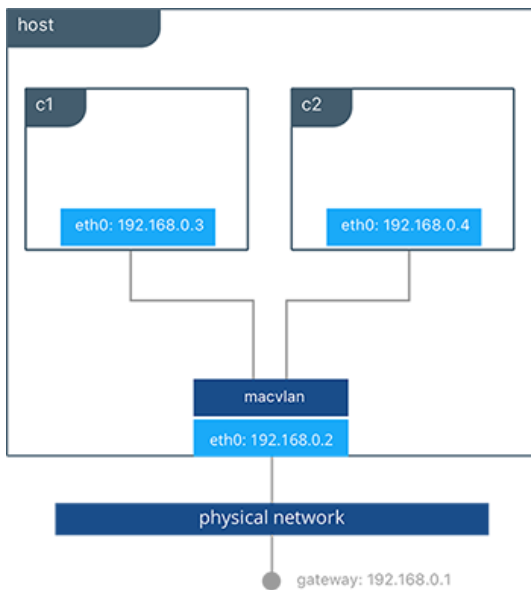 host
c1
c2
eth0: 192.168.0.3
eth0: 192.168.0.4
macvlan
eth0: 192.168.0.2
physical network
gateway: 192.168.0.1